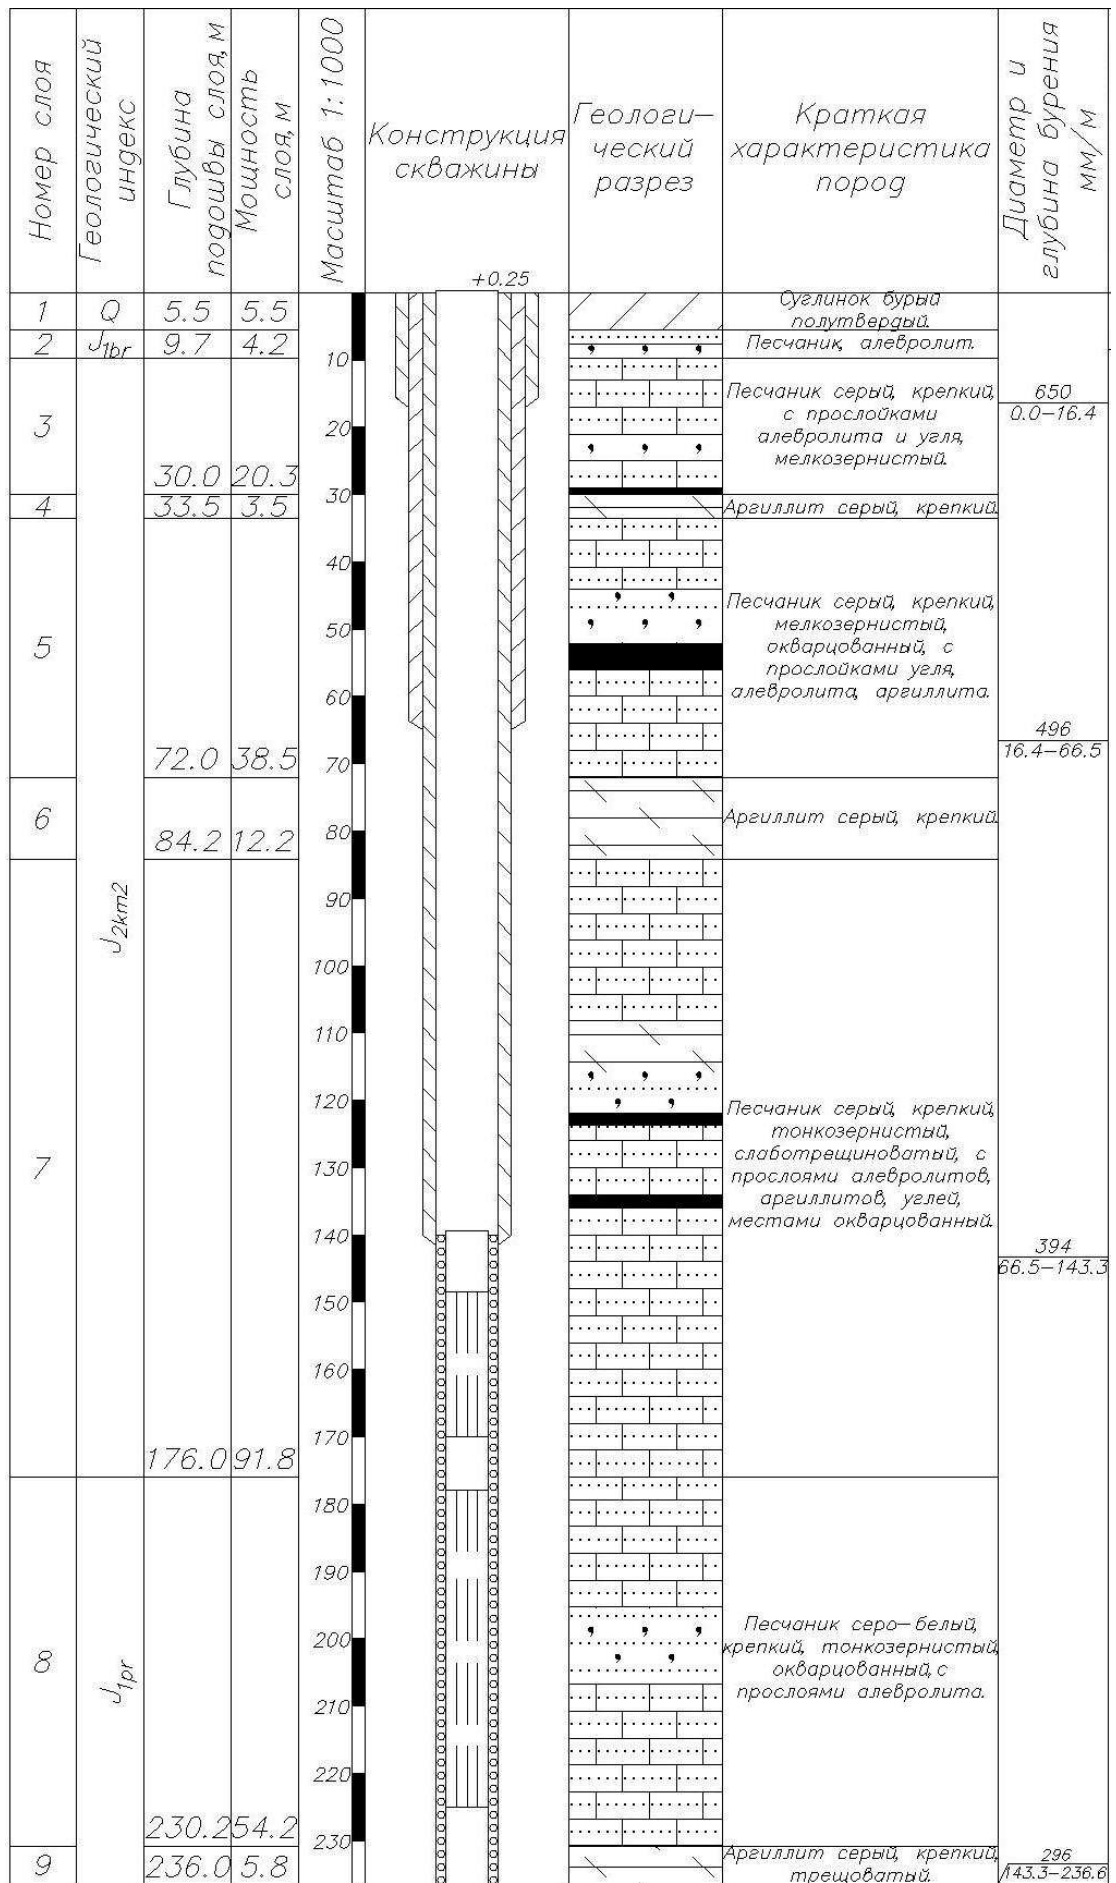 Номер слоя
Геологический
индекс
Глубина
подошвы слоя, м
Мощность
слоя, м
Масштаб 1:1000
Конструкция
скважины
Геологи-
ческий
разрез
Краткая
характеристика
пород
Диаметр и
глубина бурения
мм/м
+0.25
1 Q 5.5 5.5
Суглинок бурый
полутвердый.
2 J1br 9.7 4.2
Песчаник, алевролит.
3 30.0 20.3
Песчаник серый, крепкий,
с прослойками
алевролита и угля,
мелкозернистый.
650
0.0-16.4
4 33.5 3.5
Аргиллит серый, крепкий.
5 72.0 38.5
Песчаник серый, крепкий,
мелкозернистый,
окварцованный, с
прослойками угля,
алевролита, аргиллита.
496
16.4-66.5
6 84.2 12.2
Аргиллит серый, крепкий.
J2km2
7 176.0 91.8
Песчаник серый, крепкий,
тонкозернистый,
слаботрещиноватый, с
прослоями алевролитов,
аргиллитов, углей,
местами окварцованный.
394
66.5-143.3
8 J1pr 230.2 54.2
Песчаник серо-белый,
крепкий, тонкозернистый,
окварцованный, с
прослоями алевролита.
9 236.0 5.8
Аргиллит серый, крепкий,
трещоватый.
296
143.3-236.6
10
20
30
40
50
60
70
80
90
100
110
120
130
140
150
160
170
180
190
200
210
220
230